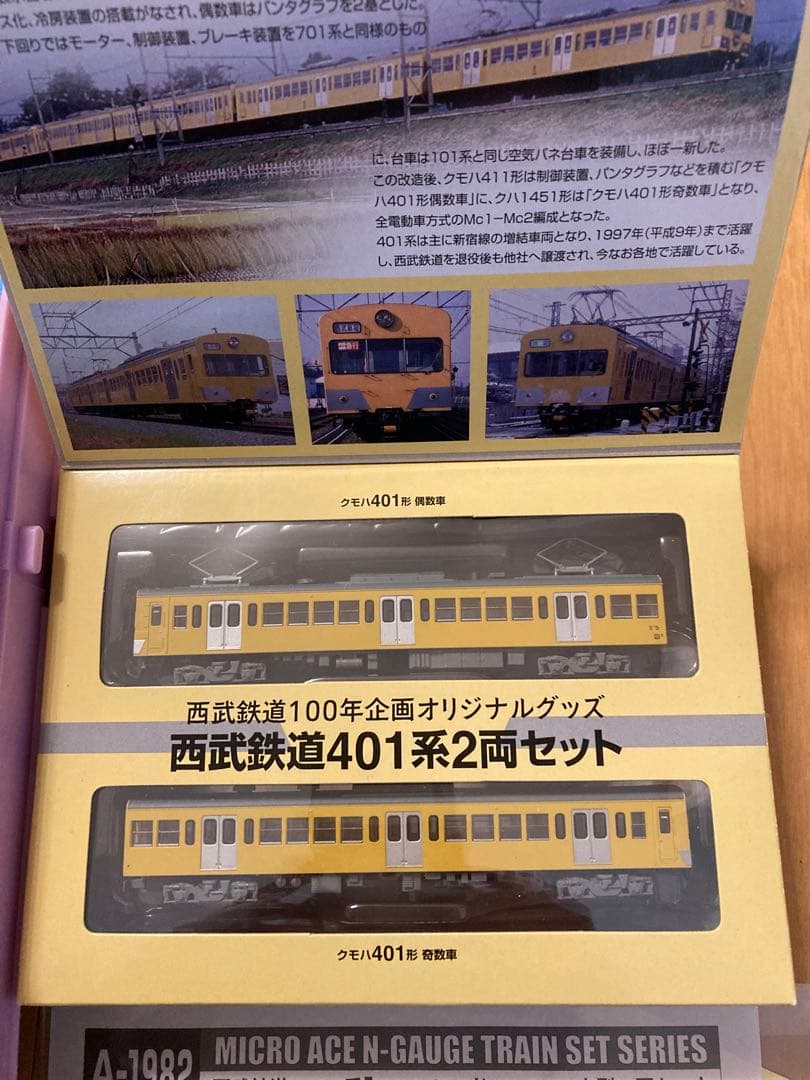 ス化、冷房装置の搭載がなされ、偶数車はパンタグラフを2基とした。
下回りではモーター、制御装置、ブレーキ装置を701系と同様のもの
に、台車は101系と同じ空気バネ台車を装備し、ほぼ一新した。
この改造後、クモハ411形は制御装置、パンタグラフなどを積む「クモ
ハ401形偶数車」に、クハ1451形は「クモハ401形奇数車」となり、
全電動車方式のMc1ーMc2編成となった。
401系は主に新宿線の増結車両となり、1997年(平成9年)まで活躍
し、西武鉄道を退役後も他社へ譲渡され、今なお各地で活躍している。
クモハ401形 偶数車
西武鉄道100年企画オリジナルグッズ
西武鉄道401系2両セット
クモハ401形 奇数車
A-1982
MICRO ACE N-GAUGE TRAIN SET SERIES